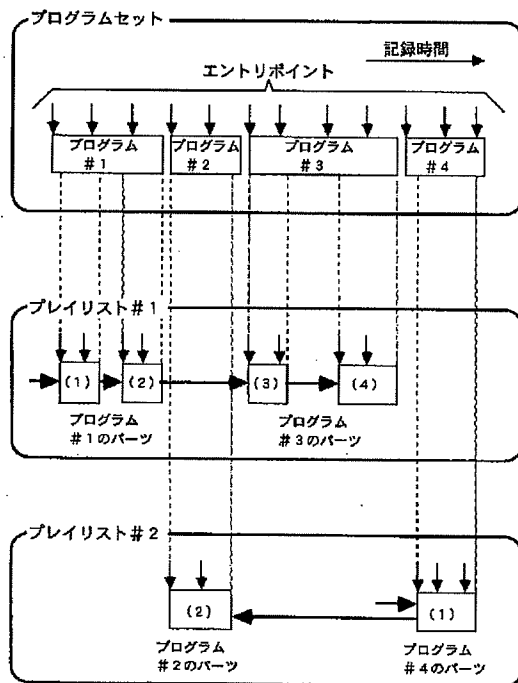 プログラムセット
記録時間
エントリポイント
プログラム
#1
プログラム
#2
プログラム
#3
プログラム
#4
プレイリスト#1
(1)
(2)
(3)
(4)
プログラム
#1のパーツ
プログラム
#3のパーツ
プレイリスト#2
(2)
(1)
プログラム
#2のパーツ
プログラム
#4のパーツ